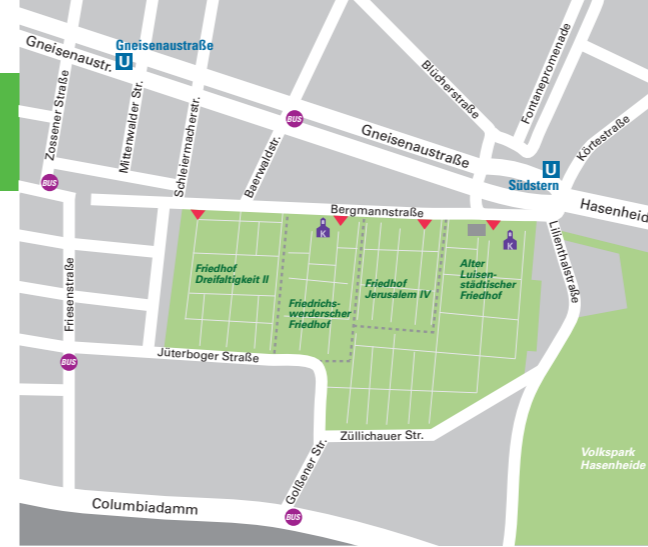 Gneisenaustraße
U
Gneisenaustr.
Zossener Straße
Mittenwalder Str.
Schleiermacherstr.
Baerwaldstr.
BUS
Blücherstraße
Fontanepromenade
Körtestraße
Gneisenaustraße
U
Südstern
BUS
Bergmannstraße
Hasenheid
K
K
Lilienthalstraße
Friedhof
Dreifaltigkeit II
Friedrichs-
werderscher
Friedhof
Friedhof
Jerusalem IV
Alter
Luisen-
städtischer
Friedhof
Friesenstraße
BUS
Jüterboger Straße
Züllichauer Str.
Golßener Str.
Volkspark
Hasenheide
Columbiadamm
BUS